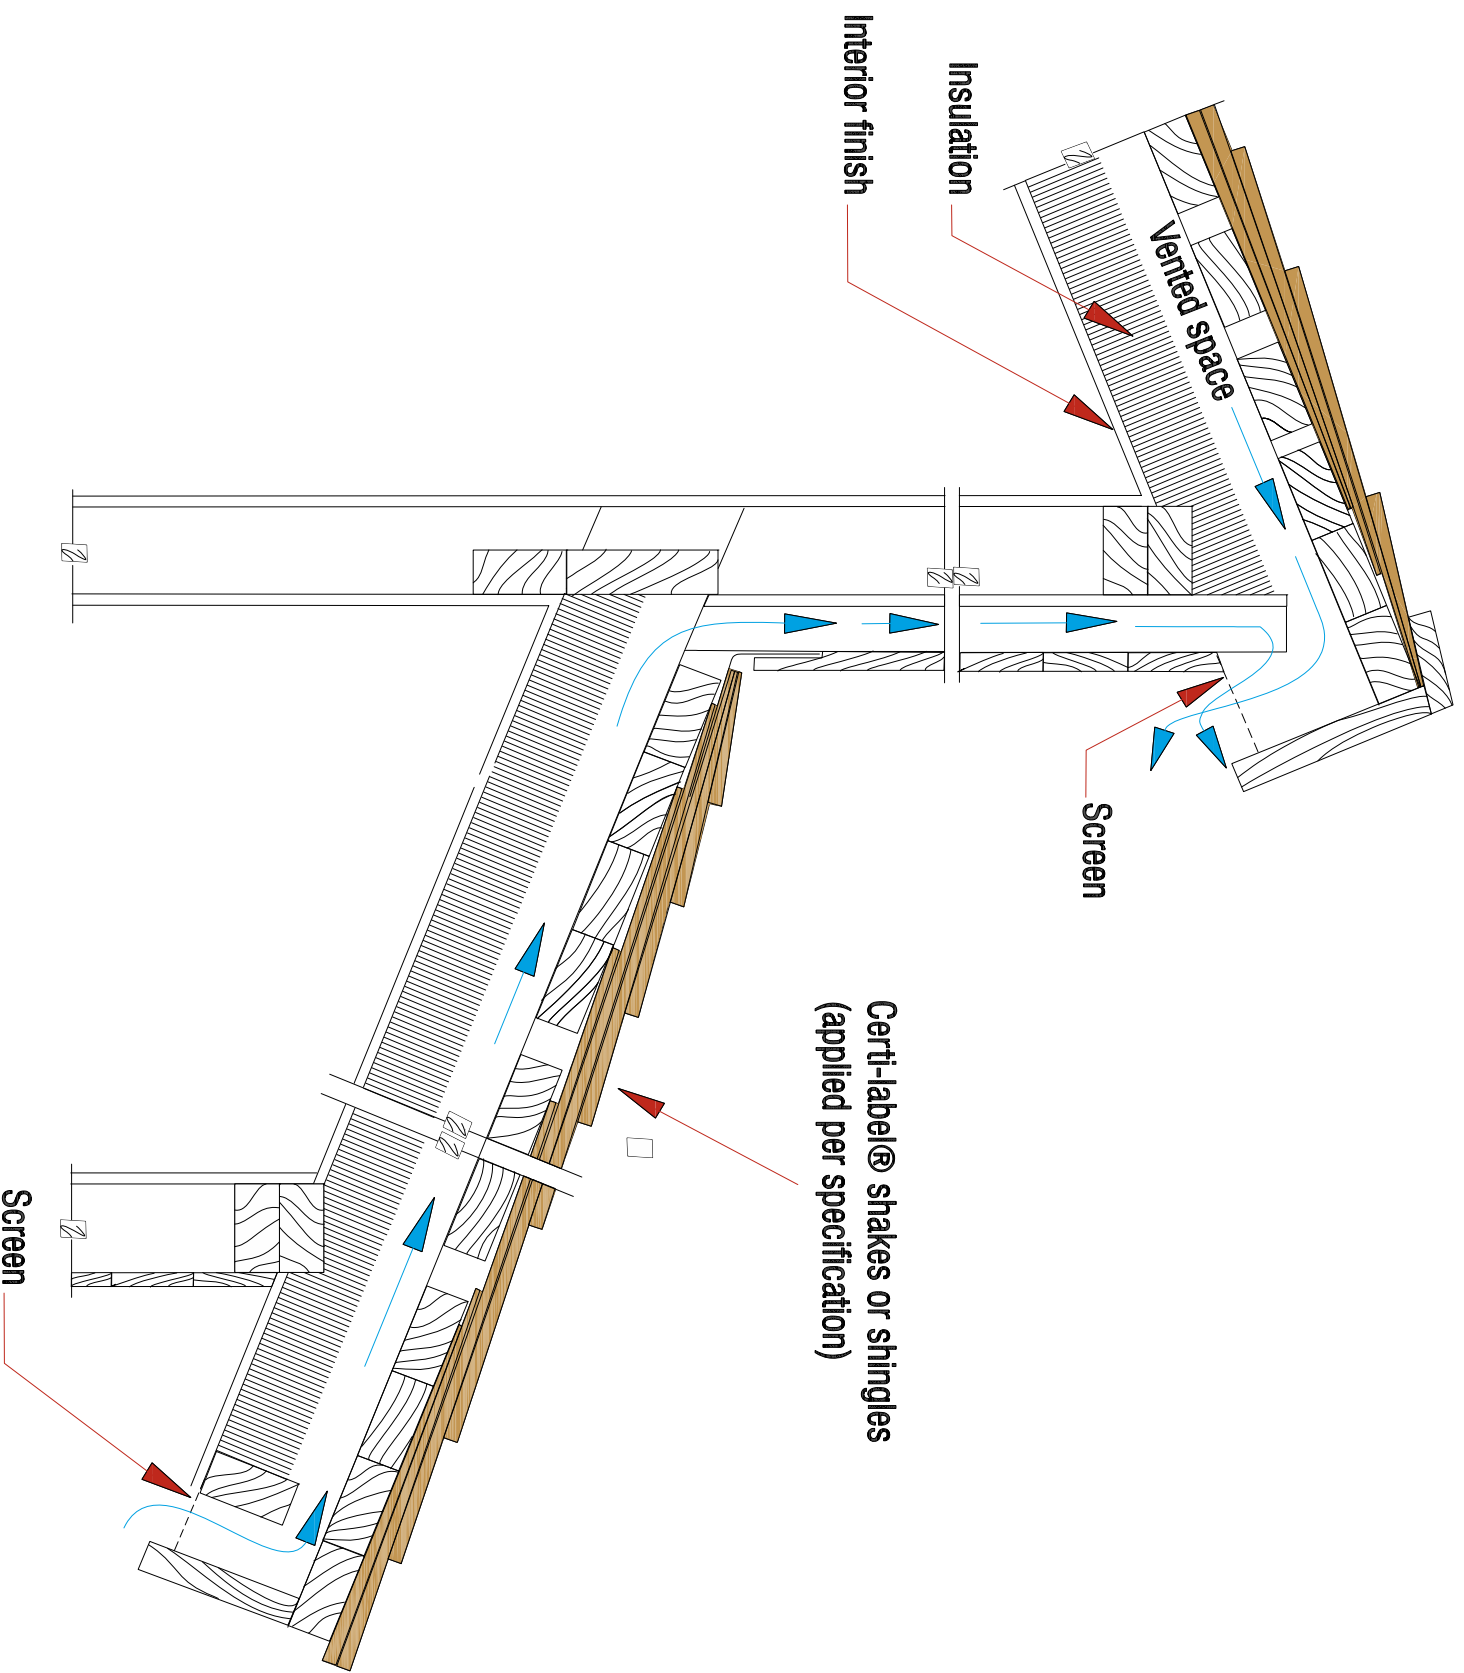 Interior finish
Insulation
Vented space
Screen
Certi-label® shakes or shingles
(applied per specification)
Screen